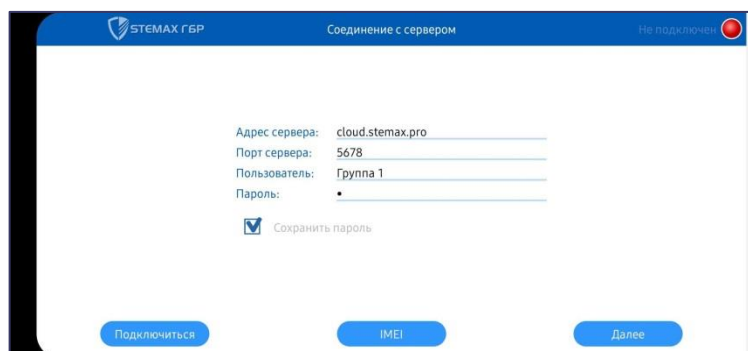 STEMAX ГБР Соединение с сервером Не подключен
Адрес сервера: cloud.stemax.pro
Порт сервера: 5678
Пользователь: Группа 1
Пароль: •
Сохранить пароль
Подключиться IMEI Далее